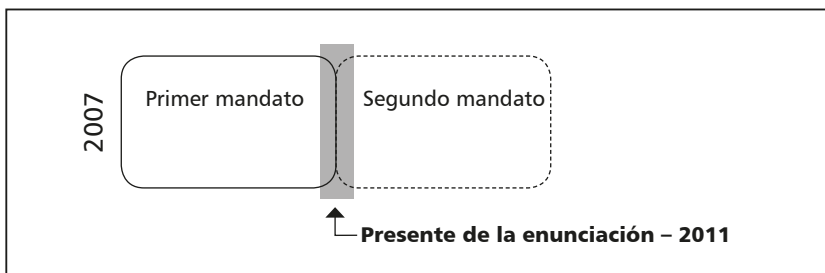 2007
Primer mandato
Segundo mandato
Presente de la enunciación – 2011